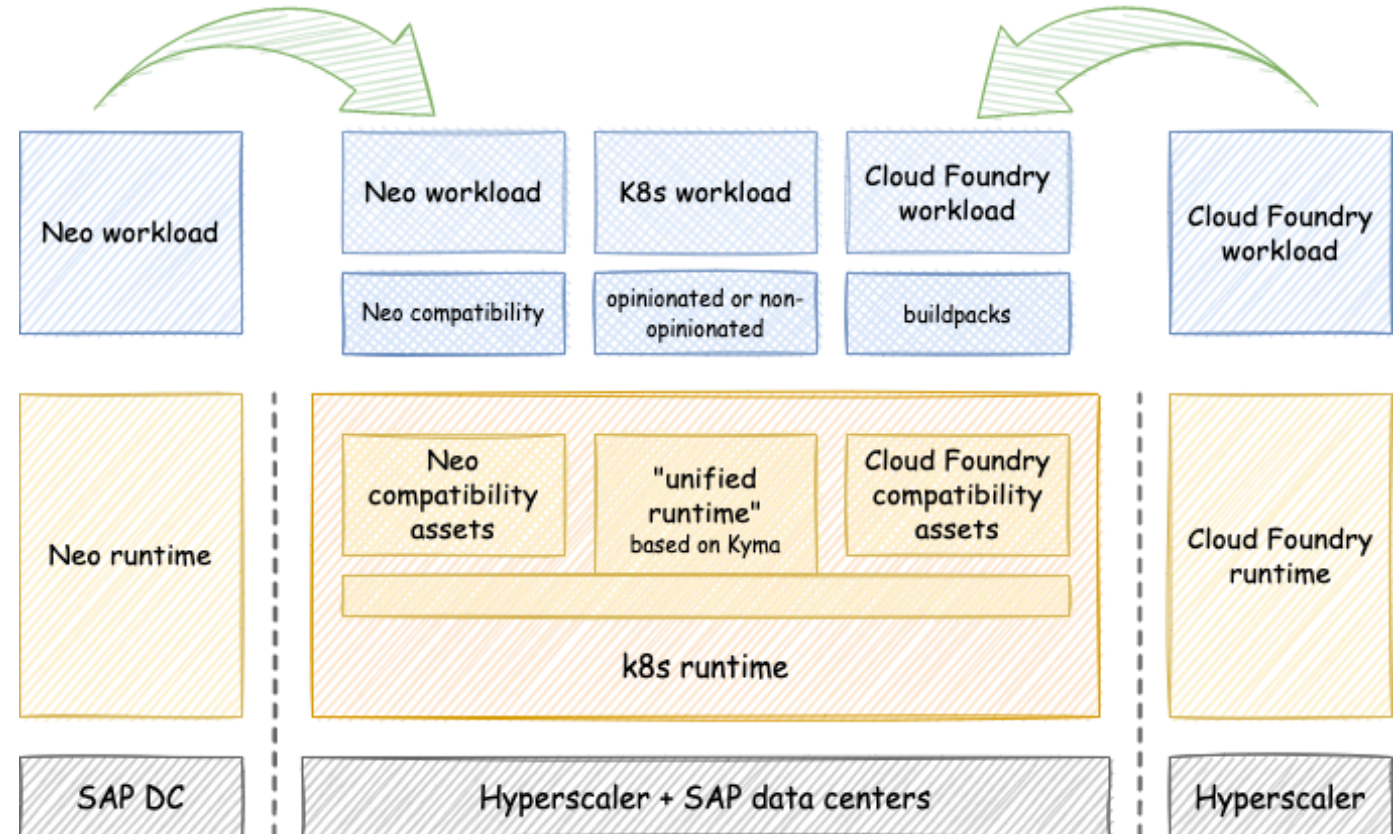 Neo workload
Neo workload
K8s workload
Cloud Foundry
workload
Cloud Foundry
workload
Neo compatibility
opinionated or non-
opinionated
buildpacks
Neo runtime
Neo
compatibility
assets
"unified
runtime"
based on Kyma
Cloud Foundry
compatibility
assets
k8s runtime
Cloud Foundry
runtime
SAP DC
Hyperscaler + SAP data centers
Hyperscaler